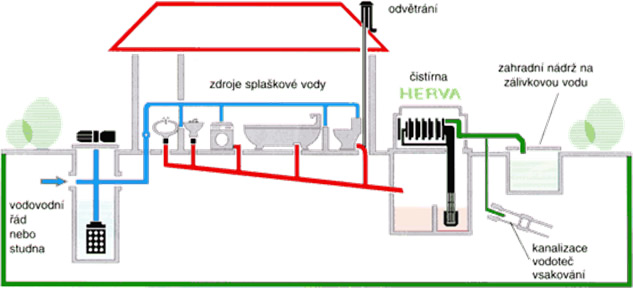 odvětrání
zdroje splaškové vody
čistírna
HERVA
zahradní nádrž na
zálivkovou vodu
vodovodní
řád
nebo
studna
kanalizace
vodoteč
vsakování